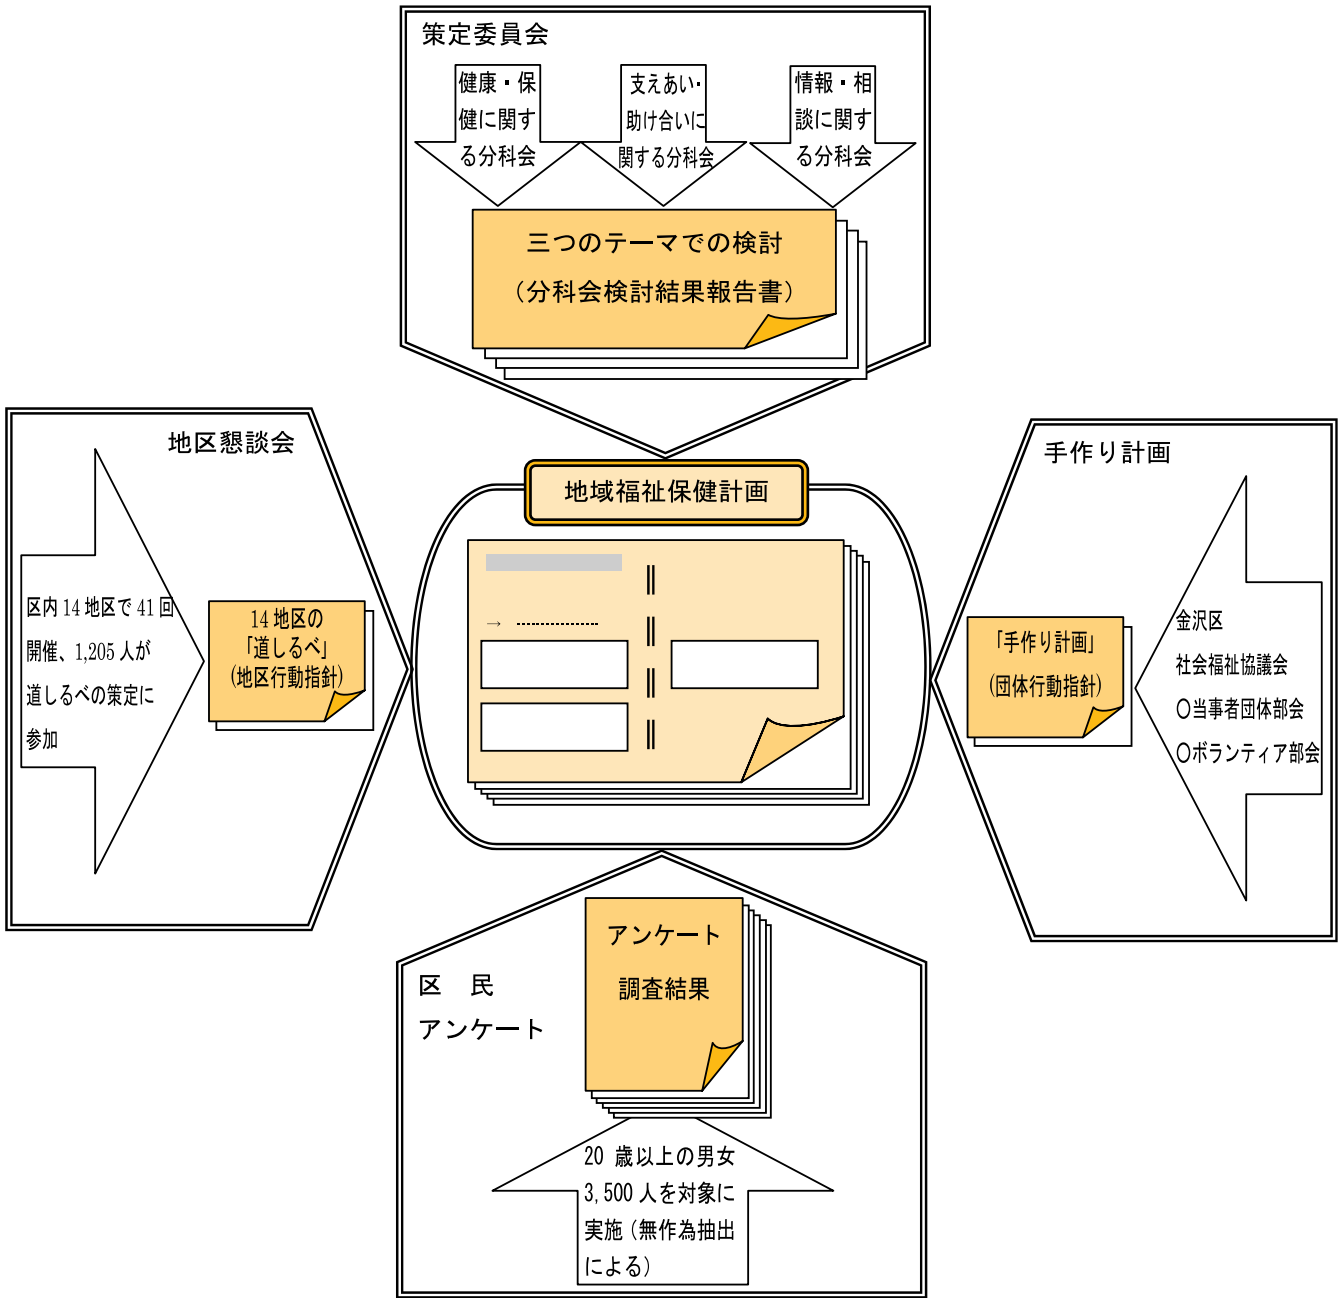 策定委員会
健康・保
健に関す
る分科会
支えあい・
助け合いに
関する分科会
情報・相
談に関す
る分科会
三つのテーマでの検討
（分科会検討結果報告書）
地区懇談会
区内 14 地区で 41 回
開催、1,205 人が
道しるべの策定に
参加
14 地区の
「道しるべ」
(地区行動指針)
地域福祉保健計画
→
手作り計画
「手作り計画」
(団体行動指針)
金沢区
社会福祉協議会
○当事者団体部会
○ボランティア部会
区　民
アンケート
アンケート
調査結果
20 歳以上の男女
3,500 人を対象に
実施（無作為抽出
による）